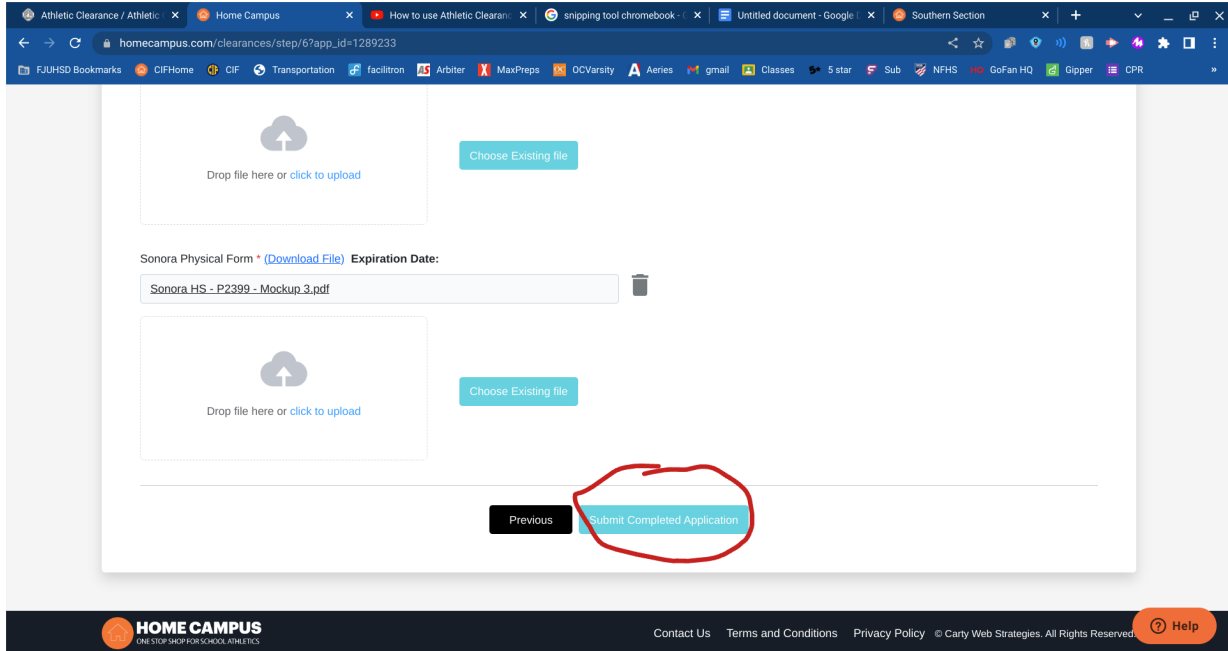 Athletic Clearance / Athletic
Home Campus
How to use Athletic Clearanc
snipping tool chromebook -
Untitled document - Google
Southern Section
homecampus.com/clearances/step/6?app_id=1289233
FJUHSD Bookmarks CIFHome CIF Transportation facilitron Arbiter MaxPreps OCVarsity Aeries gmail Classes 5 star Sub NFHS GoFan HQ Gipper CPR »
Drop file here or click to upload
Choose Existing file
Sonora Physical Form * (Download File) Expiration Date:
Sonora HS - P2399 - Mockup 3.pdf
Drop file here or click to upload
Choose Existing file
Previous
Submit Completed Application
HOME CAMPUS
ONE STOP SHOP FOR SCHOOL ATHLETICS
Contact Us Terms and Conditions Privacy Policy © Carty Web Strategies. All Rights Reserved.
Help